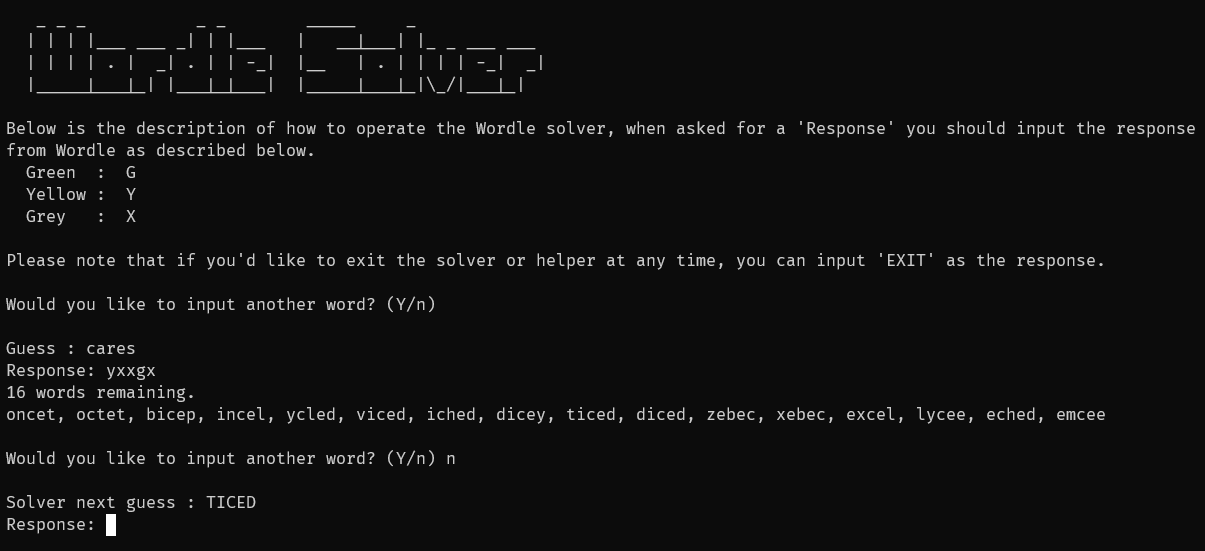 Wordle Solver
Below is the description of how to operate the Wordle solver, when asked for a 'Response' you should input the response
from Wordle as described below.
Green  :  G
Yellow :  Y
Grey   :  X
Please note that if you'd like to exit the solver or helper at any time, you can input 'EXIT' as the response.
Would you like to input another word? (Y/n)
Guess : cares
Response: yxxgx
16 words remaining.
oncet, octet, bicep, incel, ycled, viced, iched, dicey, ticed, diced, zebec, xebec, excel, lycee, eched, emcee
Would you like to input another word? (Y/n) n
Solver next guess : TICED
Response: